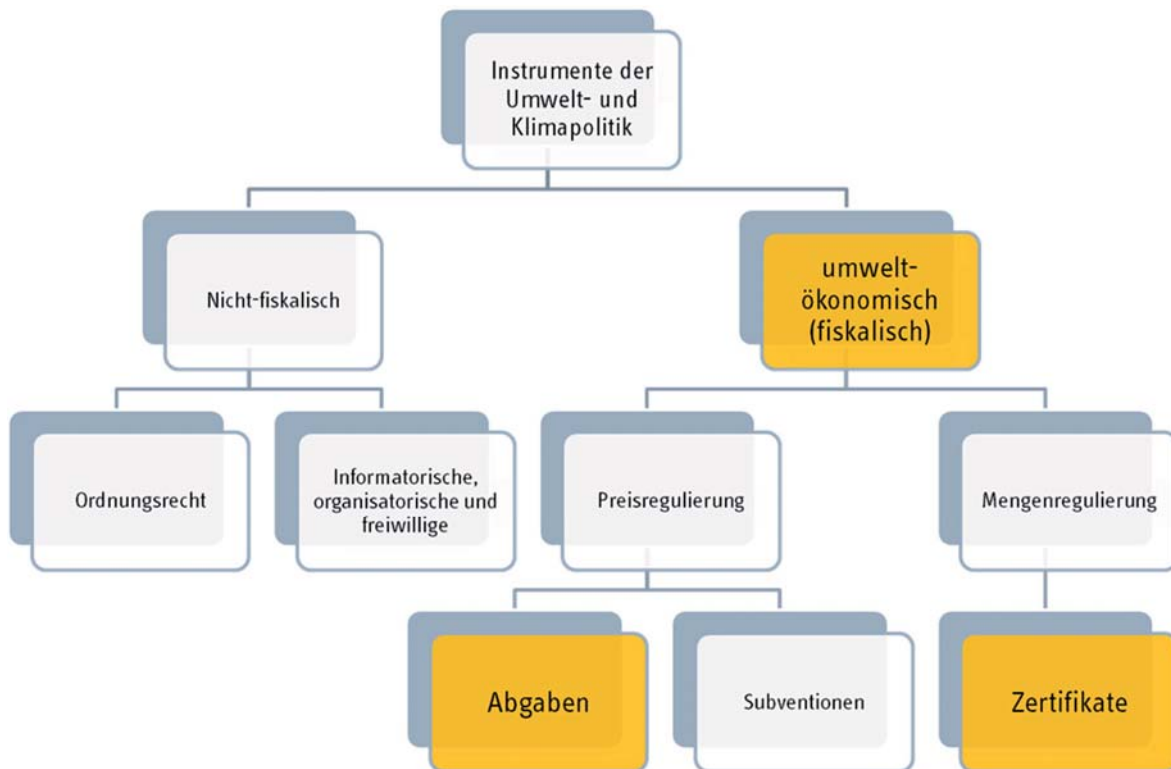 Instrumente der
Umwelt- und
Klimapolitik
Nicht-fiskalisch
umwelt-
ökonomisch
(fiskalisch)
Ordnungsrecht
Informatorische,
organisatorische und
freiwillige
Preisregulierung
Mengenregulierung
Abgaben
Subventionen
Zertifikate